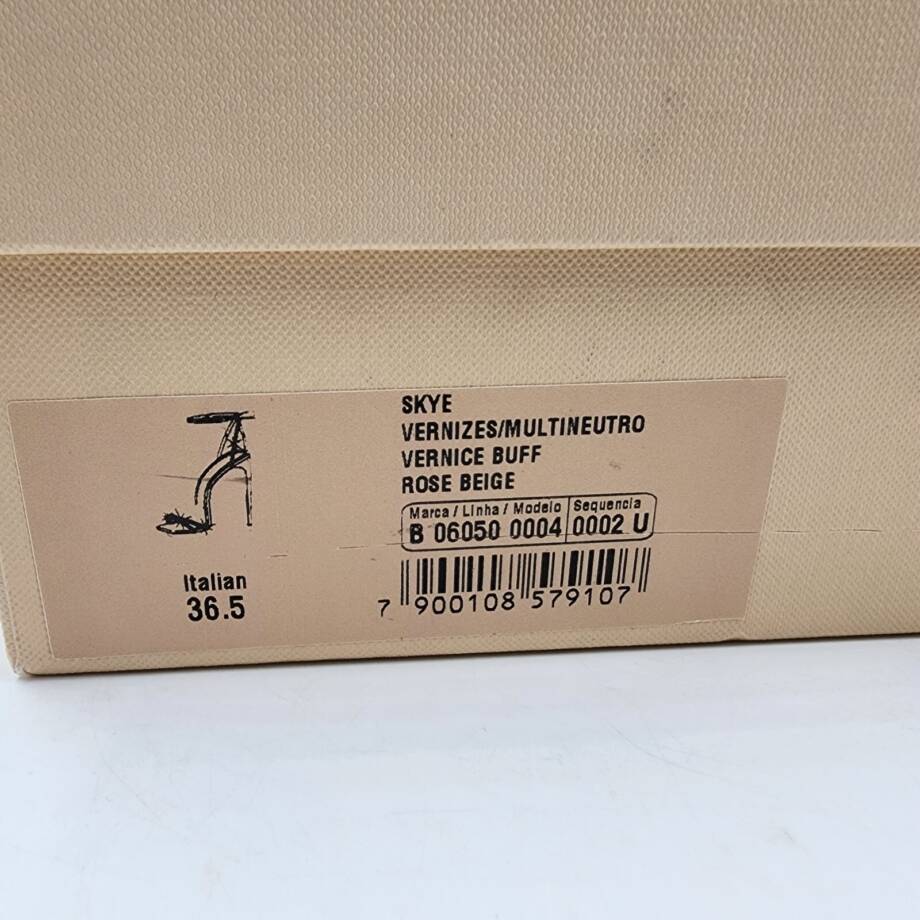 SKYE
VERNIZES/MULTINEUTRO
VERNICE BUFF
ROSE BEIGE
Marca / Linha / Modelo Sequencia
B 06050 0004 0002 U
Italian
36.5
7 900108 579107